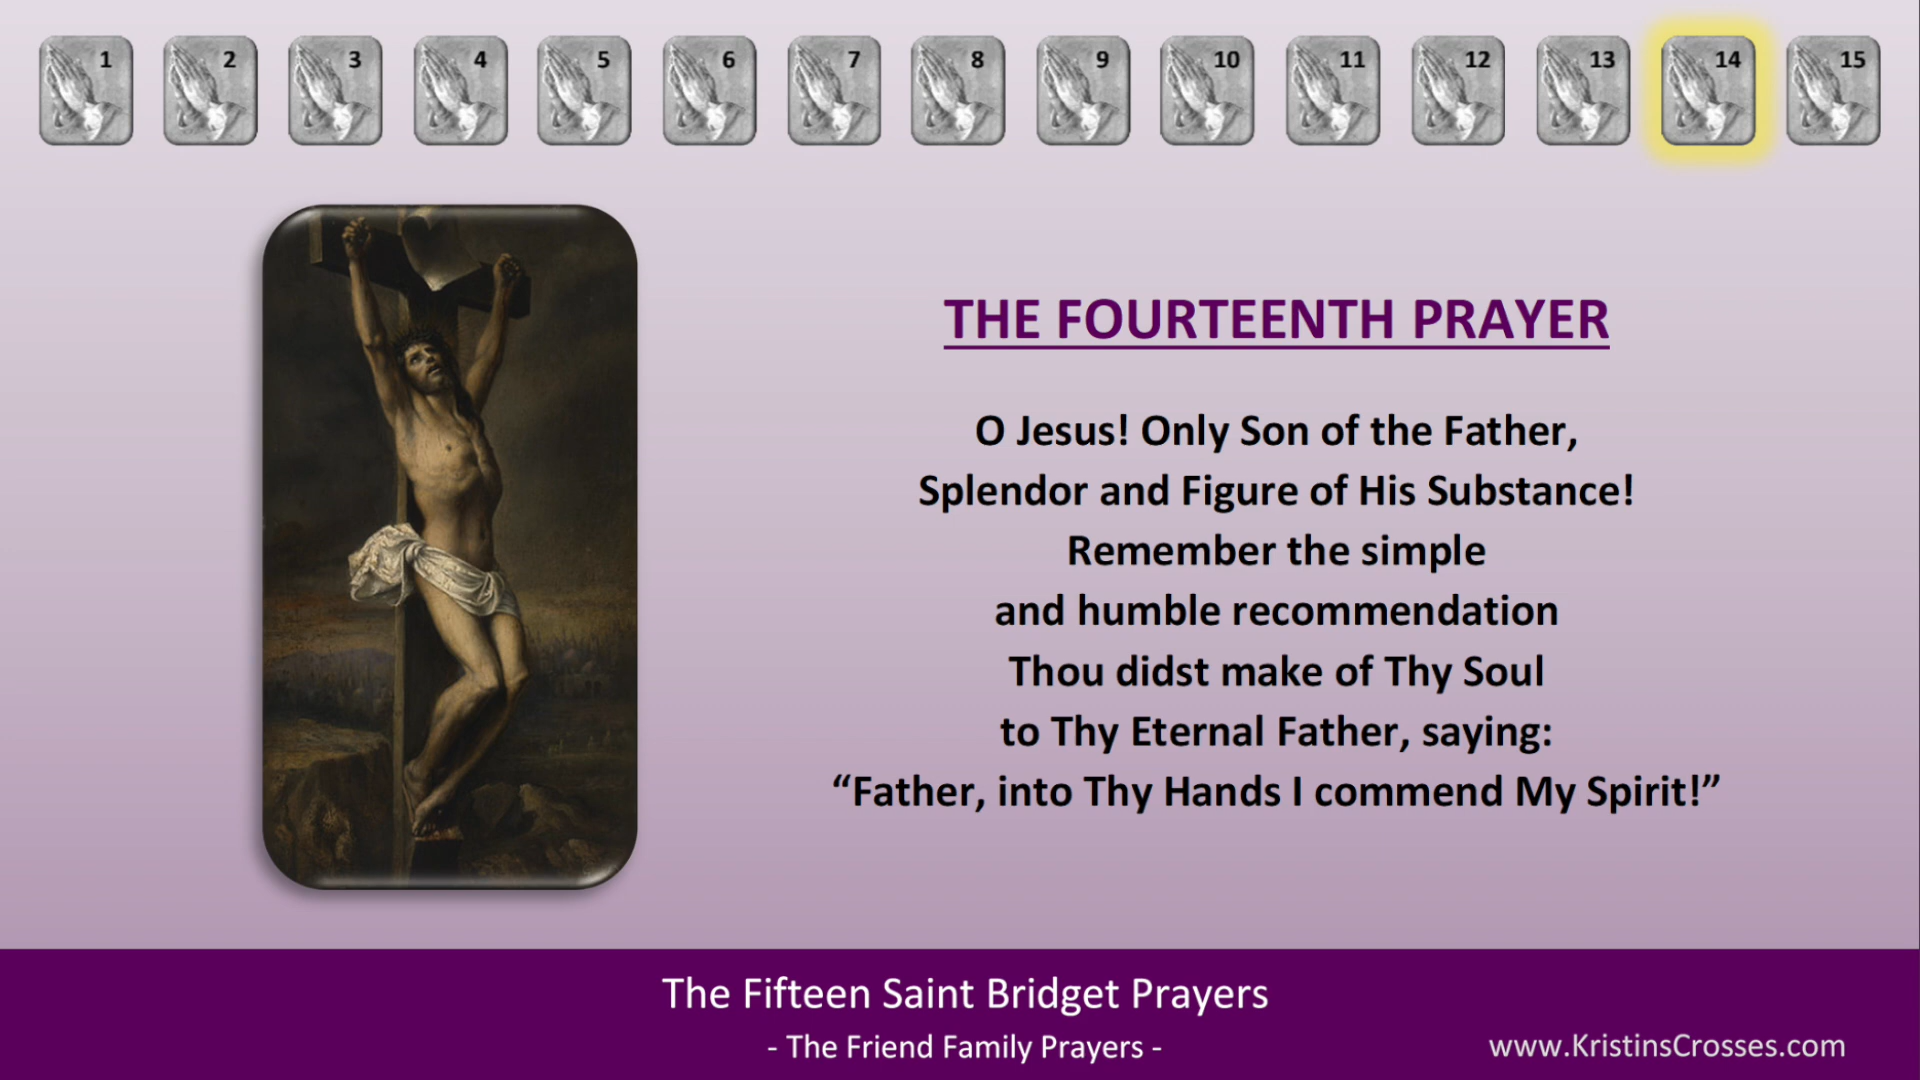 1 2 3 4 5 6 7 8 9 10 11 12 13 14 15
THE FOURTEENTH PRAYER
O Jesus! Only Son of the Father,
Splendor and Figure of His Substance!
Remember the simple
and humble recommendation
Thou didst make of Thy Soul
to Thy Eternal Father, saying:
“Father, into Thy Hands I commend My Spirit!”
The Fifteen Saint Bridget Prayers
- The Friend Family Prayers -
www.KristinsCrosses.com